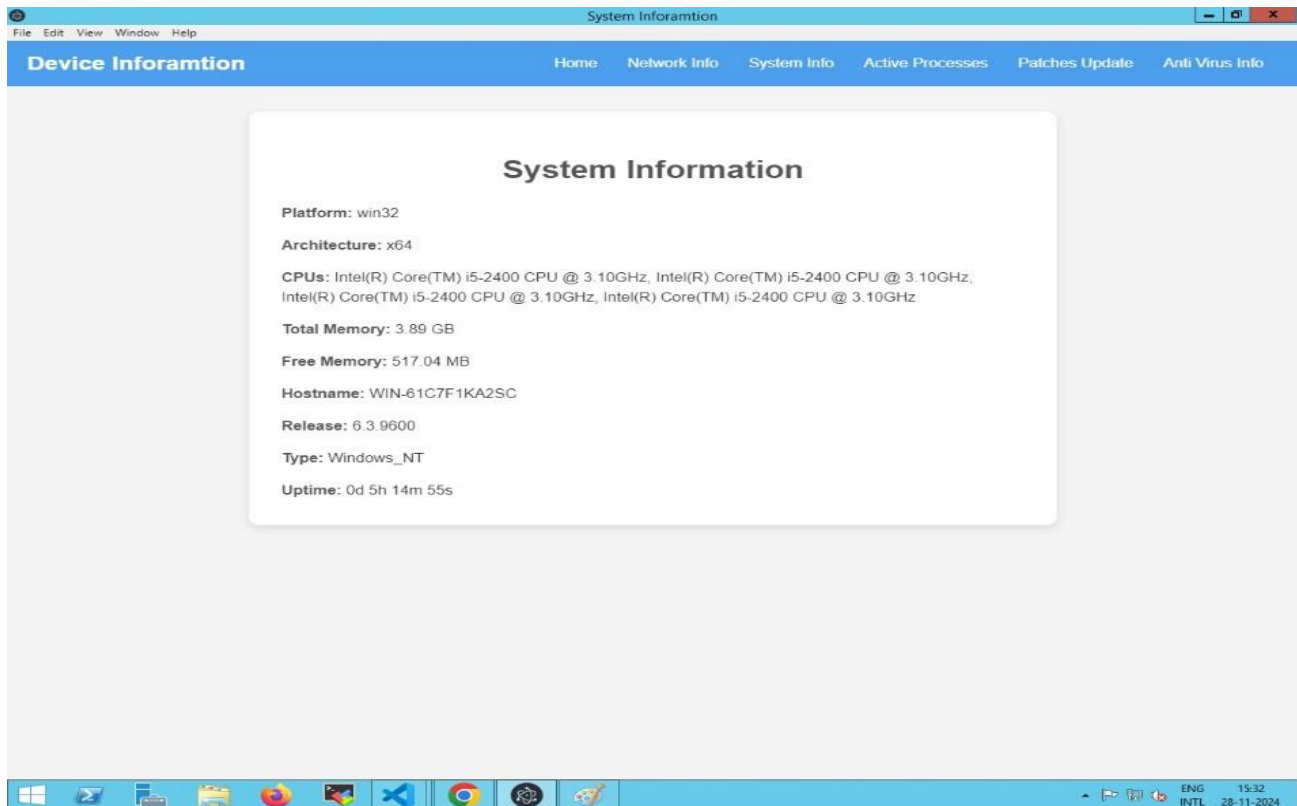 System Inforamtion
File Edit View Window Help
Device Inforamtion Home Network Info System Info Active Processes Patches Update Anti Virus Info
System Information
Platform: win32
Architecture: x64
CPUs: Intel(R) Core(TM) i5-2400 CPU @ 3.10GHz, Intel(R) Core(TM) i5-2400 CPU @ 3.10GHz,
Intel(R) Core(TM) i5-2400 CPU @ 3.10GHz, Intel(R) Core(TM) i5-2400 CPU @ 3.10GHz
Total Memory: 3.89 GB
Free Memory: 517.04 MB
Hostname: WIN-61C7F1KA2SC
Release: 6.3.9600
Type: Windows_NT
Uptime: 0d 5h 14m 55s
ENG 15:32
INTL 28-11-2024